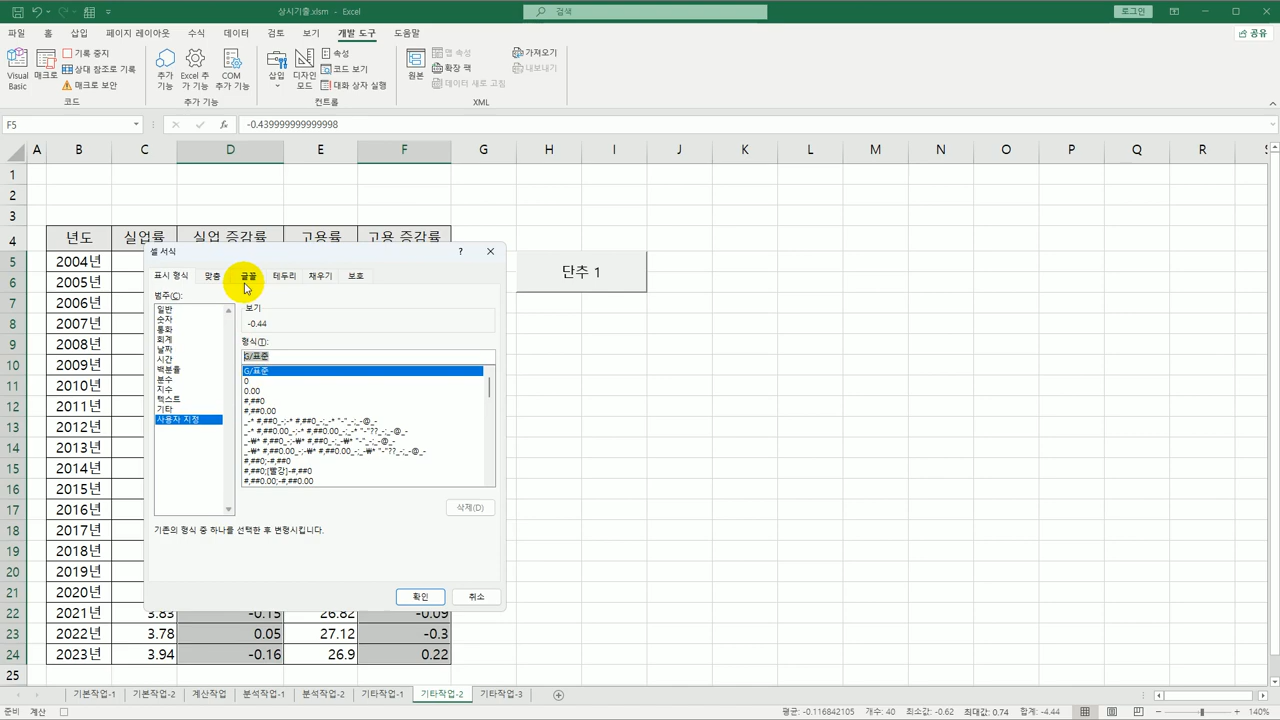 상시기출.xlsm - Excel
검색
로그인
파일 홈 삽입 페이지 레이아웃 수식 데이터 검토 보기 개발 도구 도움말
공유
Visual Basic
매크로
기록 중지
상대 참조로 기록
매크로 보안
코드
추가 기능
Excel 추가 기능
COM 추가 기능
추가 기능
삽입
디자인 모드
속성
코드 보기
대화 상자 실행
컨트롤
원본
맵 속성
확장 팩
데이터 새로 고침
가져오기
내보내기
XML
F5
fx
-0.439999999999998
A B C D E F G H I J K L M N O P Q R S
1
2
3
4 년도 실업률 실업 증감률 고용률 고용 증감률
5 2004년
6 2005년
7 2006년
8 2007년
9 2008년
10 2009년
11 2010년
12 2011년
13 2012년
14 2013년
15 2014년
16 2015년
17 2016년
18 2017년
19 2018년
20 2019년
21 2020년
22 2021년 3.83 -0.15 26.82 -0.09
23 2022년 3.78 0.05 27.12 -0.3
24 2023년 3.94 -0.16 26.9 0.22
25
단추 1
셀 서식
?
표시 형식 맞춤 글꼴 테두리 채우기 보호
범주(C):
일반
숫자
통화
회계
날짜
시간
백분율
분수
지수
텍스트
기타
사용자 지정
보기
-0.44
형식(T):
G/표준
G/표준
0
0.00
#,##0
#,##0.00
_-* #,##0_-;-* #,##0_-;_-* "-"_-;_-@_-
_-* #,##0.00_-;-* #,##0.00_-;_-* "-"??_-;_-@_-
_-₩* #,##0_-;-₩* #,##0_-;_-₩* "-"_-;_-@_-
_-₩* #,##0.00_-;-₩* #,##0.00_-;_-₩* "-"??_-;_-@_-
#,##0;-#,##0
#,##0;[빨강]-#,##0
#,##0.00;-#,##0.00
삭제(D)
기존의 형식 중 하나를 선택한 후 변형시킵니다.
확인
취소
기본작업-1 기본작업-2 계산작업 분석작업-1 분석작업-2 기타작업-1 기타작업-2 기타작업-3
준비 계산
평균: -0.116842105 개수: 40 최소값: -0.62 최대값: 0.74 합계: -4.44
140%